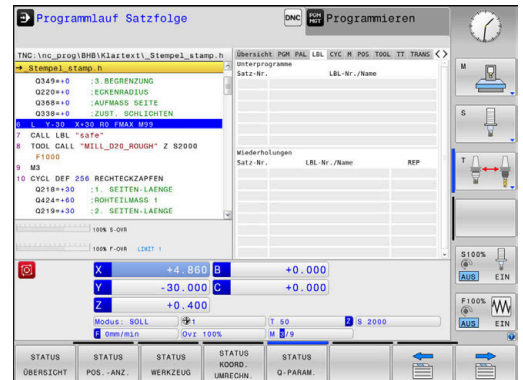 Programmlauf Satzfolge
DNC
PGM MGT
Programmieren
TNC:\nc_prog\BHB\Klartext\_Stempel_stamp.h
→_Stempel_stamp.h
Q349=+0 ;3.BEGRENZUNG
Q220=+0 ;ECKENRADIUS
Q368=+0 ;AUFMASS SEITE
Q338=+0 ;ZUST. SCHLICHTEN
6 L Y-30 X+30 R0 FMAX M99
7 CALL LBL "safe"
8 TOOL CALL "MILL_D20_ROUGH" Z S2000
F1000
9 M3
10 CYCL DEF 256 RECHTECKZAPFEN
Q218=+30 ;1. SEITEN-LAENGE
Q424=+60 ;ROHTEILMASS 1
Q219=+30 ;2. SEITEN-LAENGE
Übersicht PGM PAL LBL CYC M POS TOOL TT TRANS
Unterprogramme
Satz-Nr. LBL-Nr./Name
Wiederholungen
Satz-Nr. LBL-Nr./Name REP
100% S-OVR
100% F-OVR LIMIT 1
X +4.860 B +0.000
Y -30.000 C +0.000
Z +0.400
Modus: SOLL 1 T 50 Z S 2000
F 0mm/min Ovr 100% M 5/9
M
S
T
S100%
AUS EIN
F100%
AUS EIN
STATUS ÜBERSICHT
STATUS POS.-ANZ.
STATUS WERKZEUG
STATUS KOORD. UMRECHN.
STATUS Q-PARAM.